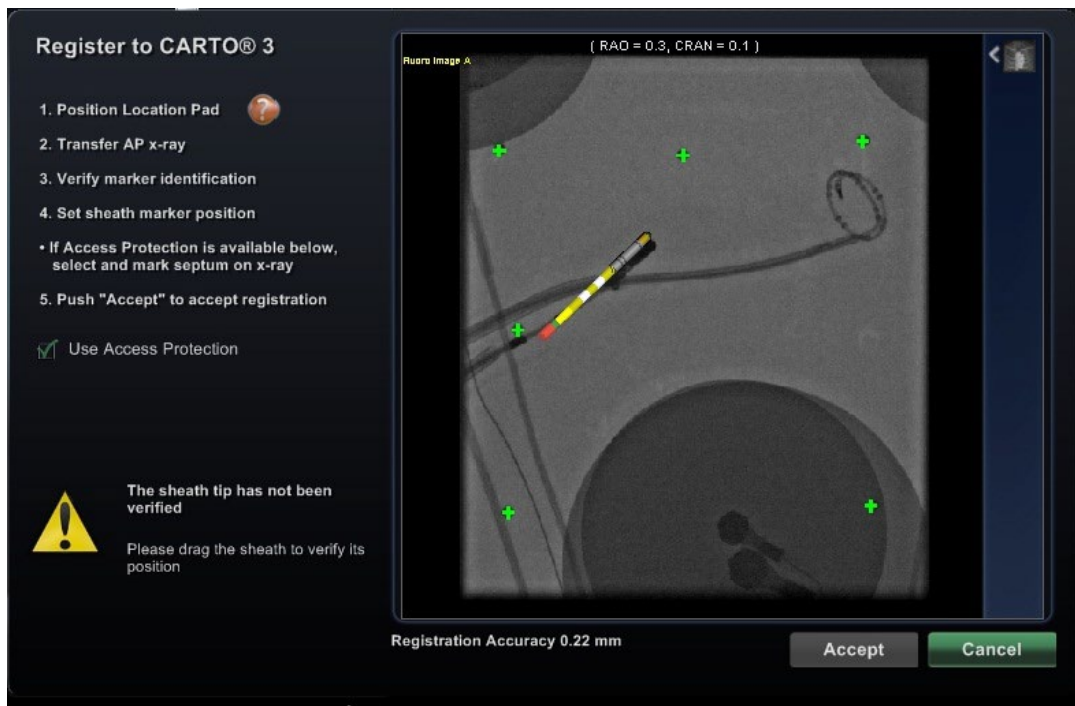 Register to CARTO® 3
1. Position Location Pad
?
2. Transfer AP x-ray
3. Verify marker identification
4. Set sheath marker position
• If Access Protection is available below,
select and mark septum on x-ray
5. Push "Accept" to accept registration
Use Access Protection
The sheath tip has not been
verified
Please drag the sheath to verify its
position
( RAO = 0.3, CRAN = 0.1 )
Fluoro Image A
Registration Accuracy 0.22 mm
Accept
Cancel